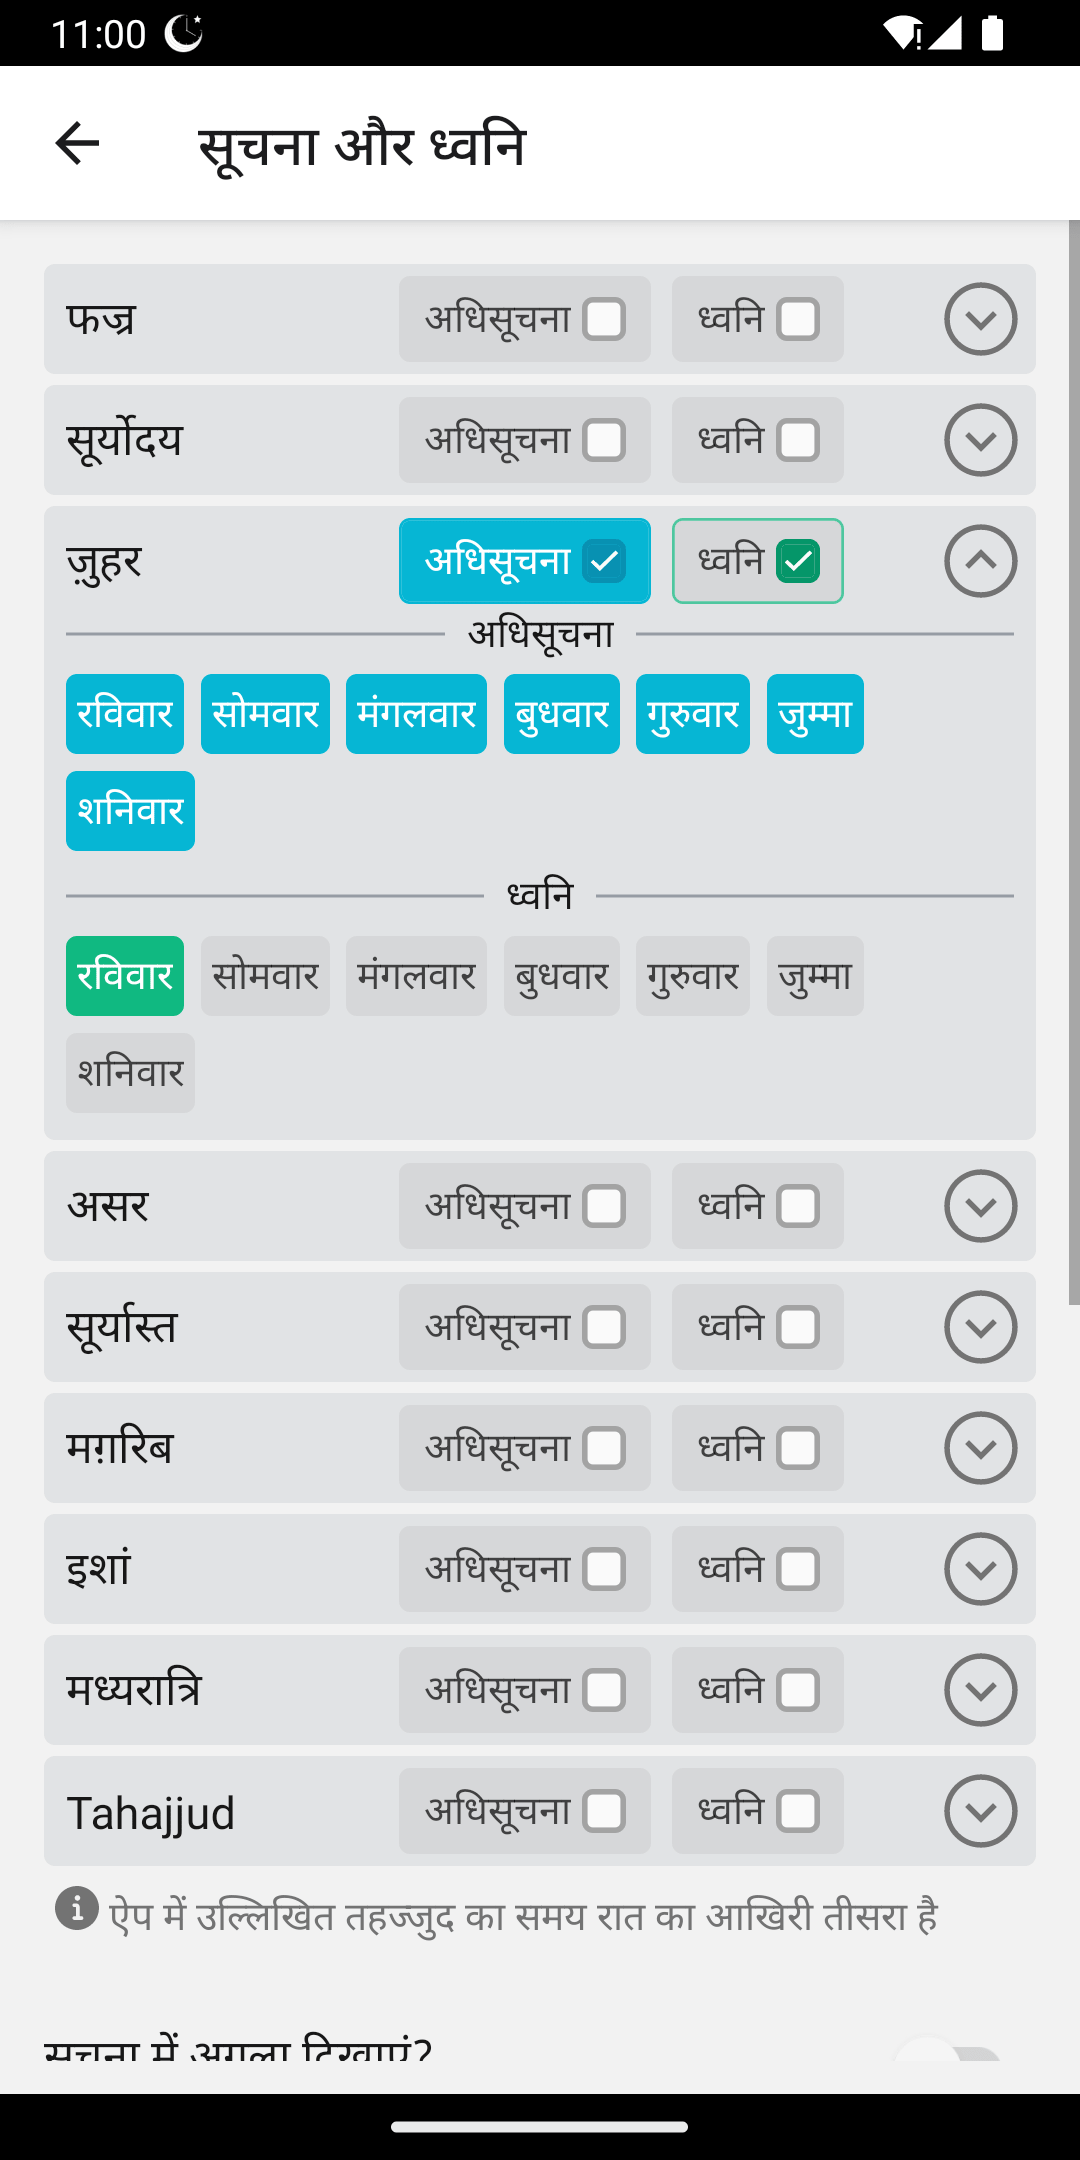 11:00
सूचना और ध्वनि
फज्र अधिसूचना ध्वनि
सूर्योदय अधिसूचना ध्वनि
ज़ुहर अधिसूचना ध्वनि
अधिसूचना
रविवार सोमवार मंगलवार बुधवार गुरुवार जुम्मा
शनिवार
ध्वनि
रविवार सोमवार मंगलवार बुधवार गुरुवार जुम्मा
शनिवार
असर अधिसूचना ध्वनि
सूर्यास्त अधिसूचना ध्वनि
मग़रिब अधिसूचना ध्वनि
इशां अधिसूचना ध्वनि
मध्यरात्रि अधिसूचना ध्वनि
Tahajjud अधिसूचना ध्वनि
ऐप में उल्लिखित तहज्जुद का समय रात का आखिरी तीसरा है
सूचना में अगला दिखाएं?